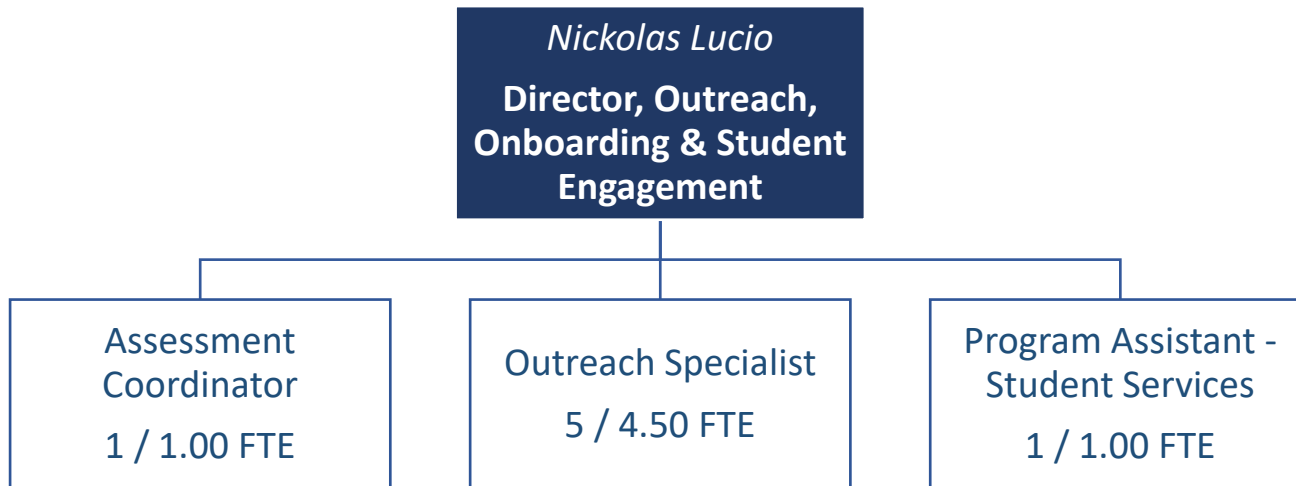 Nickolas Lucio
Director, Outreach,
Onboarding & Student
Engagement
Assessment
Coordinator
1 / 1.00 FTE
Outreach Specialist
5 / 4.50 FTE
Program Assistant -
Student Services
1 / 1.00 FTE